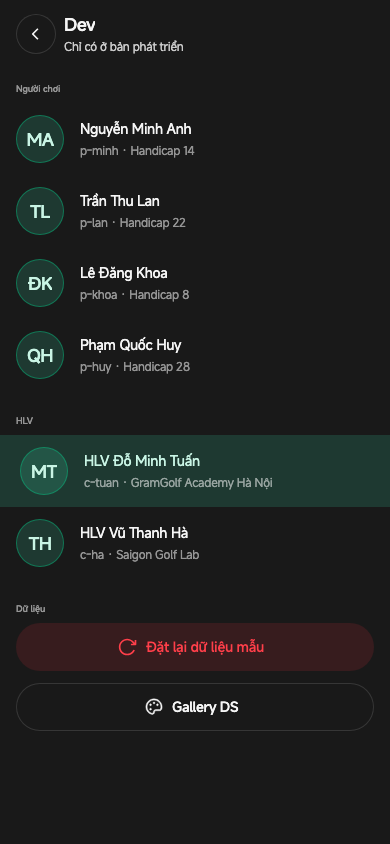 Dev
Chỉ có ở bản phát triển
Người chơi
MA
Nguyễn Minh Anh
p-minh · Handicap 14
TL
Trần Thu Lan
p-lan · Handicap 22
ĐK
Lê Đăng Khoa
p-khoa · Handicap 8
QH
Phạm Quốc Huy
p-huy · Handicap 28
HLV
MT
HLV Đỗ Minh Tuấn
c-tuan · GramGolf Academy Hà Nội
TH
HLV Vũ Thanh Hà
c-ha · Saigon Golf Lab
Dữ liệu
Đặt lại dữ liệu mẫu
Gallery DS